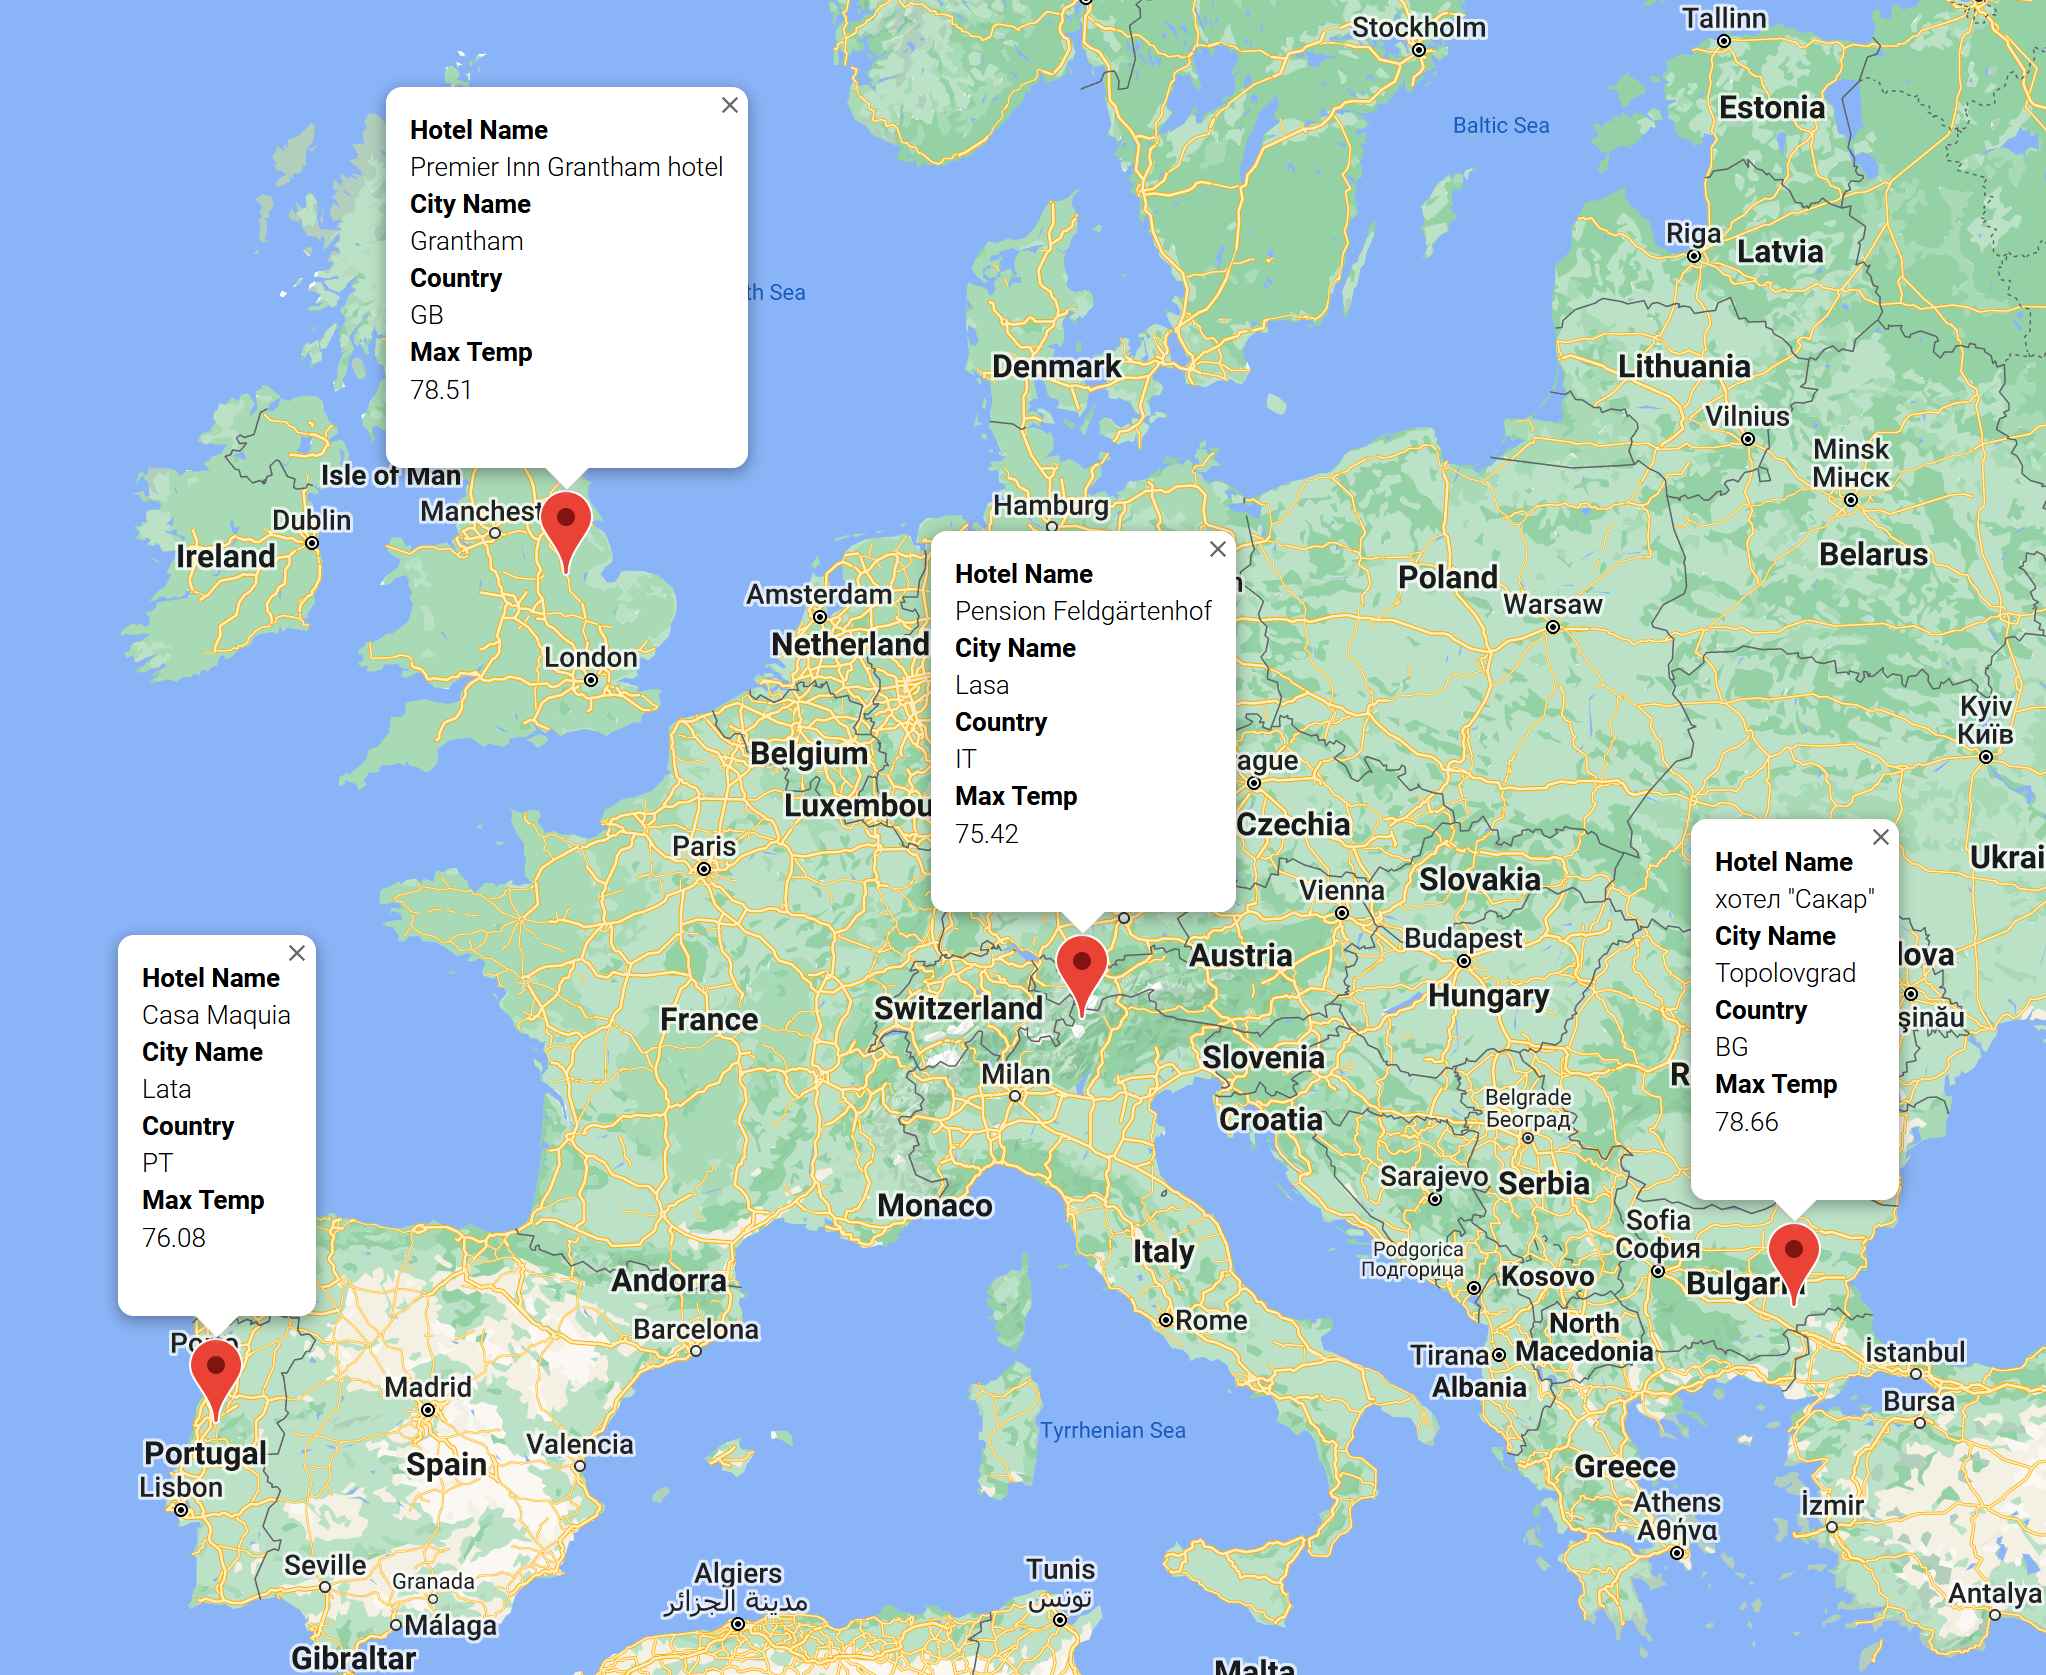 Stockholm
Tallinn
Estonia
Baltic Sea
Hotel Name
Premier Inn Grantham hotel
City Name
Grantham
Country
GB
Max Temp
78.51
Riga
Latvia
th Sea
Denmark
Lithuania
Vilnius
Minsk
Мінск
Isle of Man
Manchest
Dublin
Ireland
Hamburg
Belarus
Poland
Warsaw
Amsterdam
Netherland
London
Hotel Name
Pension Feldgärtenhof
City Name
Lasa
Country
IT
Max Temp
75.42
Kyiv
Київ
Belgium
ague
Luxembou
Czechia
Paris
Ukrai
Hotel Name
хотел "Сакар"
City Name
Topolovgrad
Country
BG
Max Temp
78.66
Slovakia
Vienna
Budapest
Austria
lova
Hungary
şinău
Switzerland
France
Hotel Name
Casa Maquia
City Name
Lata
Country
PT
Max Temp
76.08
Slovenia
Milan
R
Belgrade
Београд
Croatia
Sarajevo
Serbia
Monaco
Sofia
София
Italy
Podgorica
Подгорица
Kosovo
Andorra
Bulgari
Rome
North
Macedonia
Barcelona
Tirana
Albania
İstanbul
Bursa
Madrid
Portugal
Spain
Valencia
Tyrrhenian Sea
Lisbon
Greece
Athens
Αθήνα
İzmir
Seville
Granada
Málaga
Gibraltar
Algiers
مدينة الجزائر
Tunis
تونس
Antalya
Malta